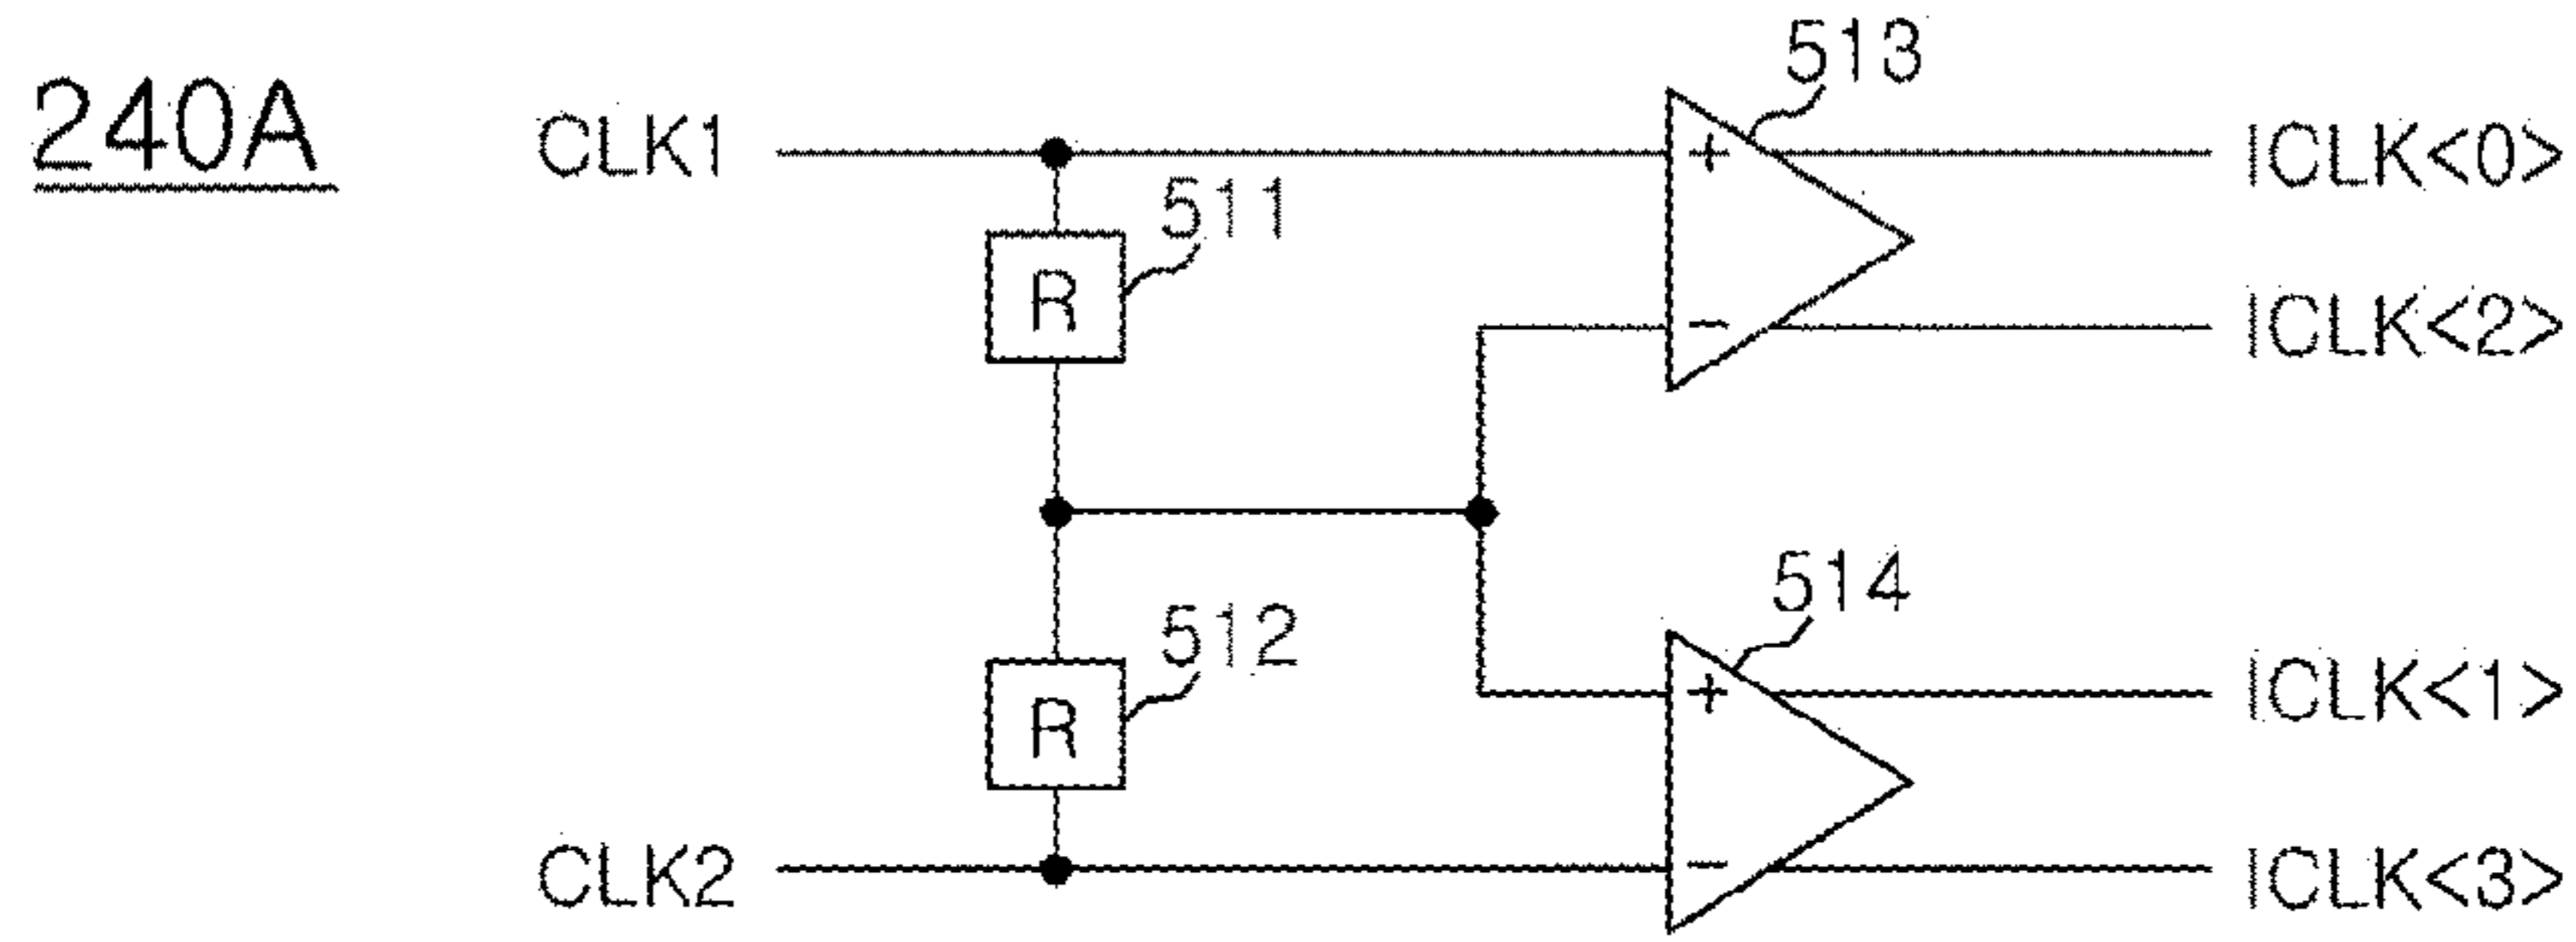 240A
CLK1
511
R
513
+
-
ICLK<0>
ICLK<2>
512
R
514
+
-
ICLK<1>
ICLK<3>
CLK2